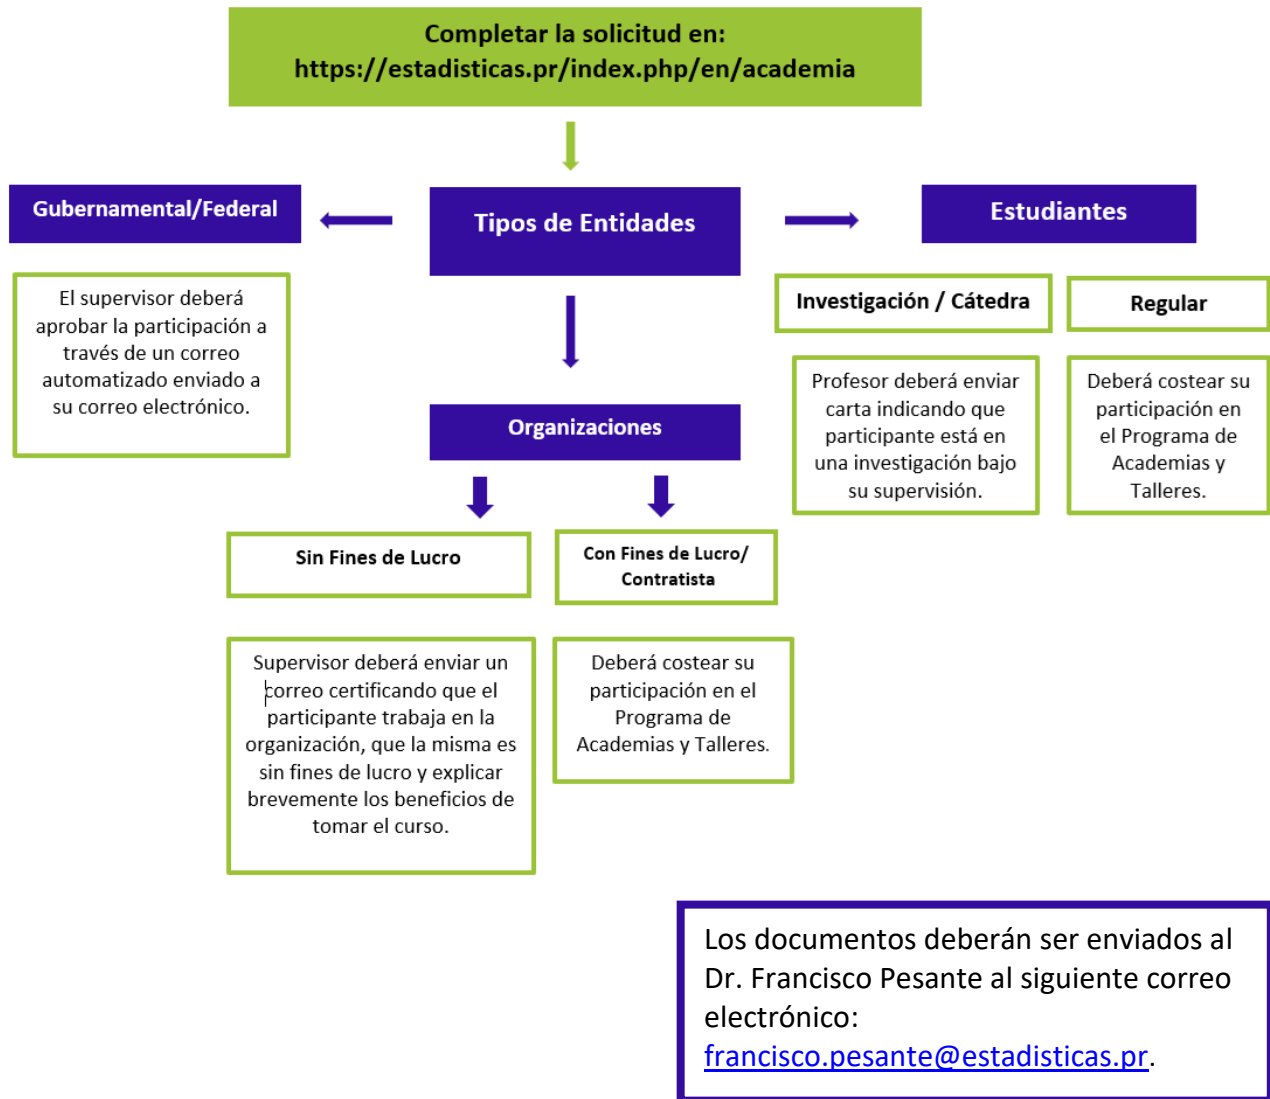 Completar la solicitud en:
https://estadisticas.pr/index.php/en/academia
Gubernamental/Federal
Tipos de Entidades
Estudiantes
El supervisor deberá
aprobar la participación a
través de un correo
automatizado enviado a
su correo electrónico.
Investigación / Cátedra
Regular
Profesor deberá enviar
carta indicando que
participante está en
una investigación bajo
su supervisión.
Deberá costear su
participación en
el Programa de
Academias y
Talleres.
Organizaciones
Sin Fines de Lucro
Con Fines de Lucro/
Contratista
Supervisor deberá enviar un
correo certificando que el
participante trabaja en la
organización, que la misma es
sin fines de lucro y explicar
brevemente los beneficios de
tomar el curso.
Deberá costear su
participación en el
Programa de
Academias y Talleres.
Los documentos deberán ser enviados al
Dr. Francisco Pesante al siguiente correo
electrónico:
francisco.pesante@estadisticas.pr.